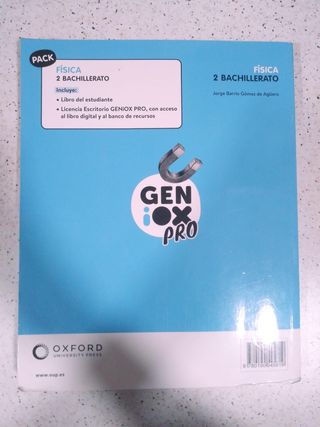 PACK
FÍSICA
2 BACHILLERATO
Incluye:
• Libro del estudiante
• Licencia Escritorio GENIOX PRO, con acceso
al libro digital y al banco de recursos
FÍSICA
2 BACHILLERATO
Jorge Barrio Gómez de Agüero
GEN
iOX
PRO
OXFORD
UNIVERSITY PRESS
www.oup.es